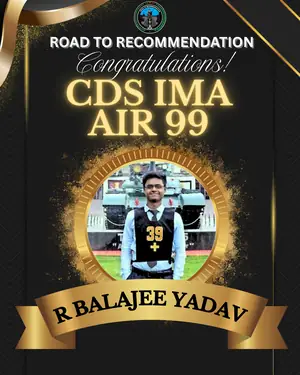 ROAD TO RECOMMENDATION
Congratulations!
CDS IMA
AIR 99
39
R BALAJEE YADAV